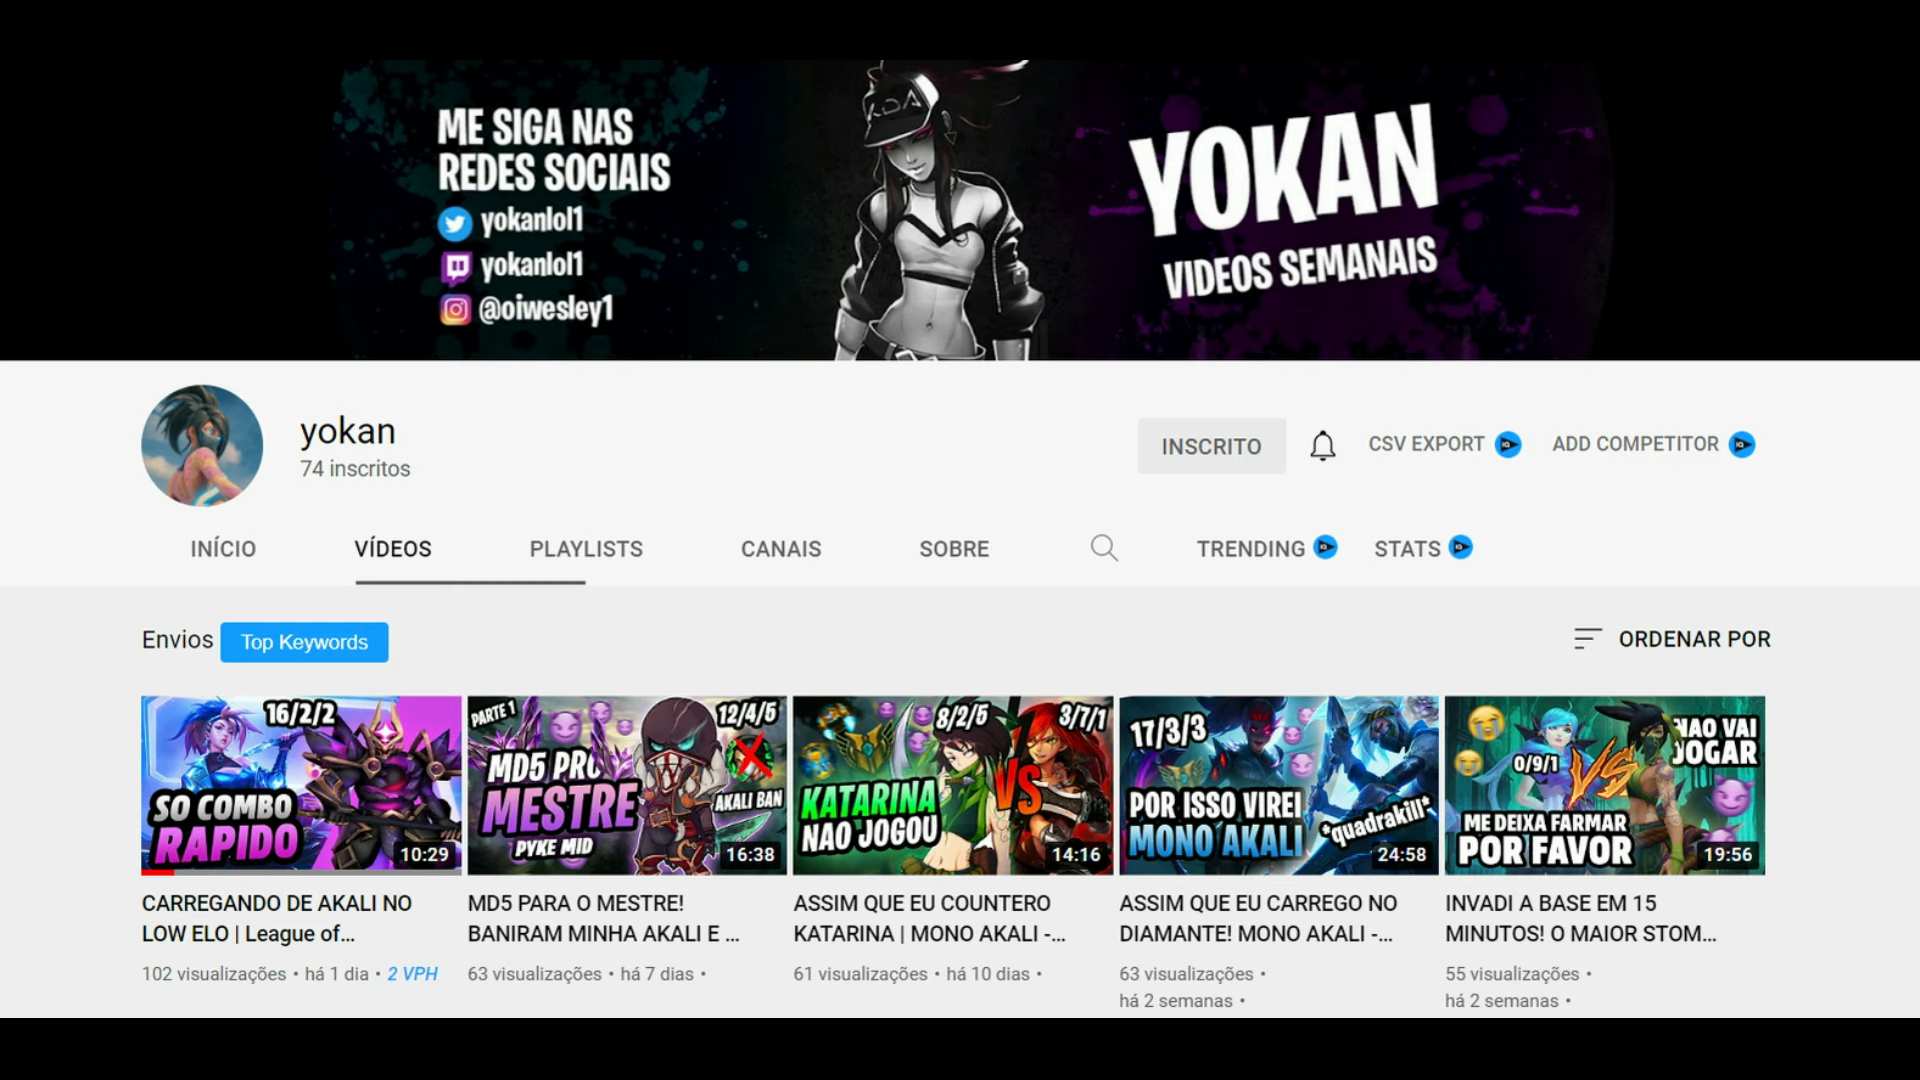 ME SIGA NAS
REDES SOCIAIS
yokanlol1
yokanlol1
@oiwesley1
KDA
YOKAN
VIDEOS SEMANAIS
yokan
74 inscritos
INSCRITO
CSV EXPORT
ADD COMPETITOR
INÍCIO
VÍDEOS
PLAYLISTS
CANAIS
SOBRE
TRENDING
STATS
Envios
Top Keywords
ORDENAR POR
16/2/2
SO COMBO
RAPIDO
10:29
CARREGANDO DE AKALI NO
LOW ELO | League of...
102 visualizações • há 1 dia • 2 VPH
PARTE 1
12/4/5
MD5 PRO
MESTRE
AKALI BAN
PYKE MID
16:38
MD5 PARA O MESTRE!
BANIRAM MINHA AKALI E ...
63 visualizações • há 7 dias •
8/2/5
3/7/1
KATARINA
VS
NAO JOGOU
14:16
ASSIM QUE EU COUNTERO
KATARINA | MONO AKALI -...
61 visualizações • há 10 dias •
17/3/3
POR ISSO VIREI
MONO AKALI
*quadrakill*
24:58
ASSIM QUE EU CARREGO NO
DIAMANTE! MONO AKALI -...
63 visualizações •
há 2 semanas •
NAO VAI
JOGAR
0/9/1
VS
ME DEIXA FARMAR
POR FAVOR
19:56
INVADI A BASE EM 15
MINUTOS! O MAIOR STOM...
55 visualizações •
há 2 semanas •